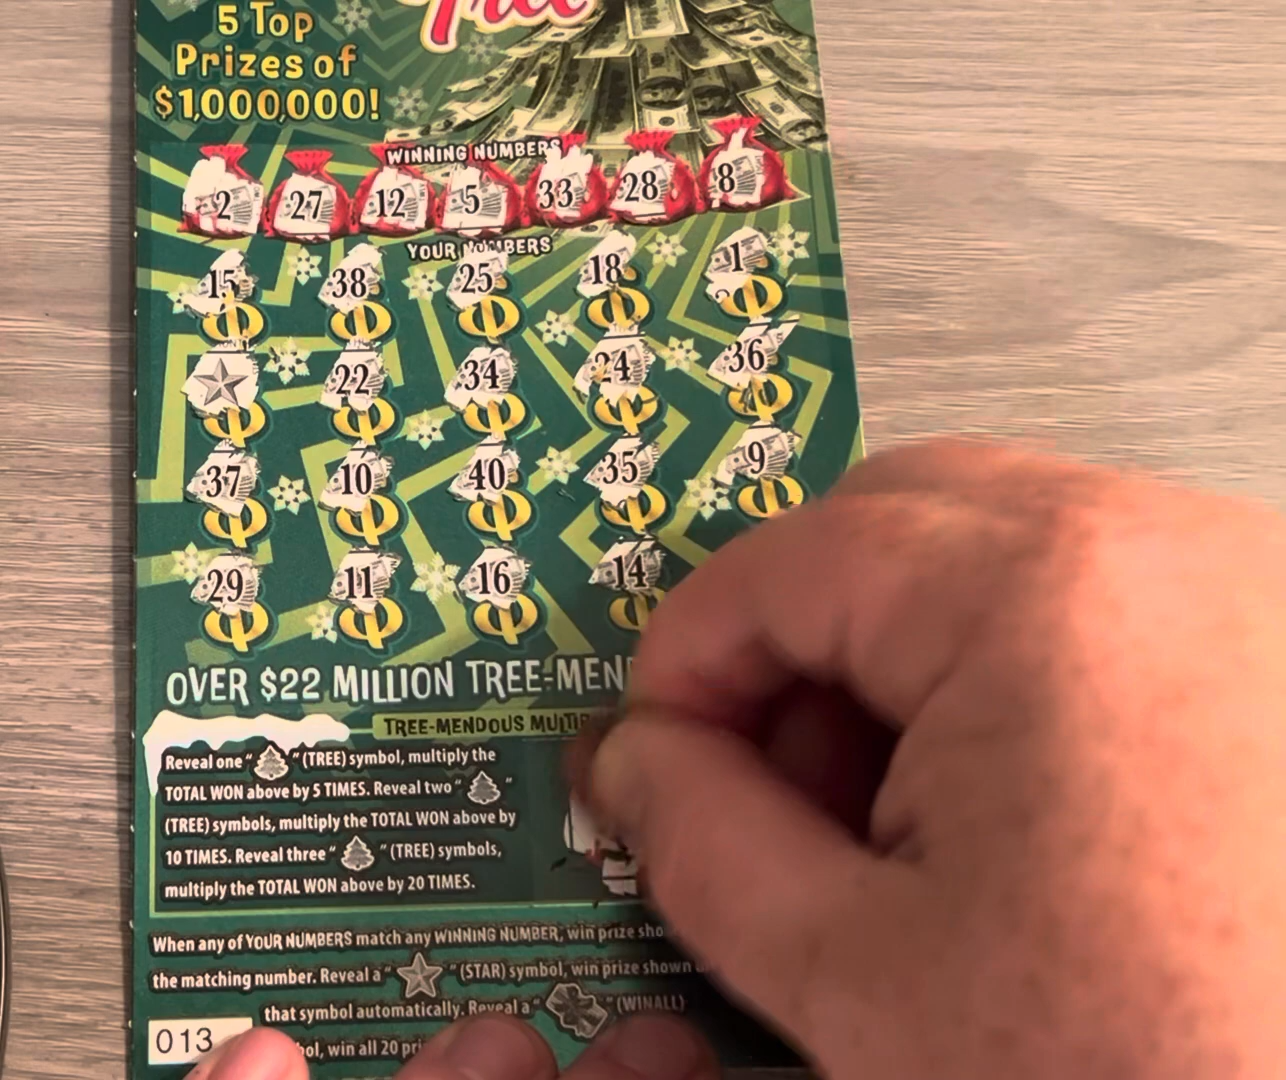 Tree
5 Top
Prizes of
$1,000,000!
WINNING NUMBERS
2 27 12 5 33 28 8
YOUR NUMBERS
15 38 25 18 1
22 34 24 36
37 10 40 35 9
29 11 16 14
OVER $22 MILLION TREE-MEN
TREE-MENDOUS MULTIP
Reveal one " " (TREE) symbol, multiply the
TOTAL WON above by 5 TIMES. Reveal two " "
(TREE) symbols, multiply the TOTAL WON above by
10 TIMES. Reveal three " " (TREE) symbols,
multiply the TOTAL WON above by 20 TIMES.
When any of YOUR NUMBERS match any WINNING NUMBER, win prize sho
the matching number. Reveal a " " (STAR) symbol, win prize shown
that symbol automatically. Reveal a " " (WINALL)
013
bol, win all 20 pri